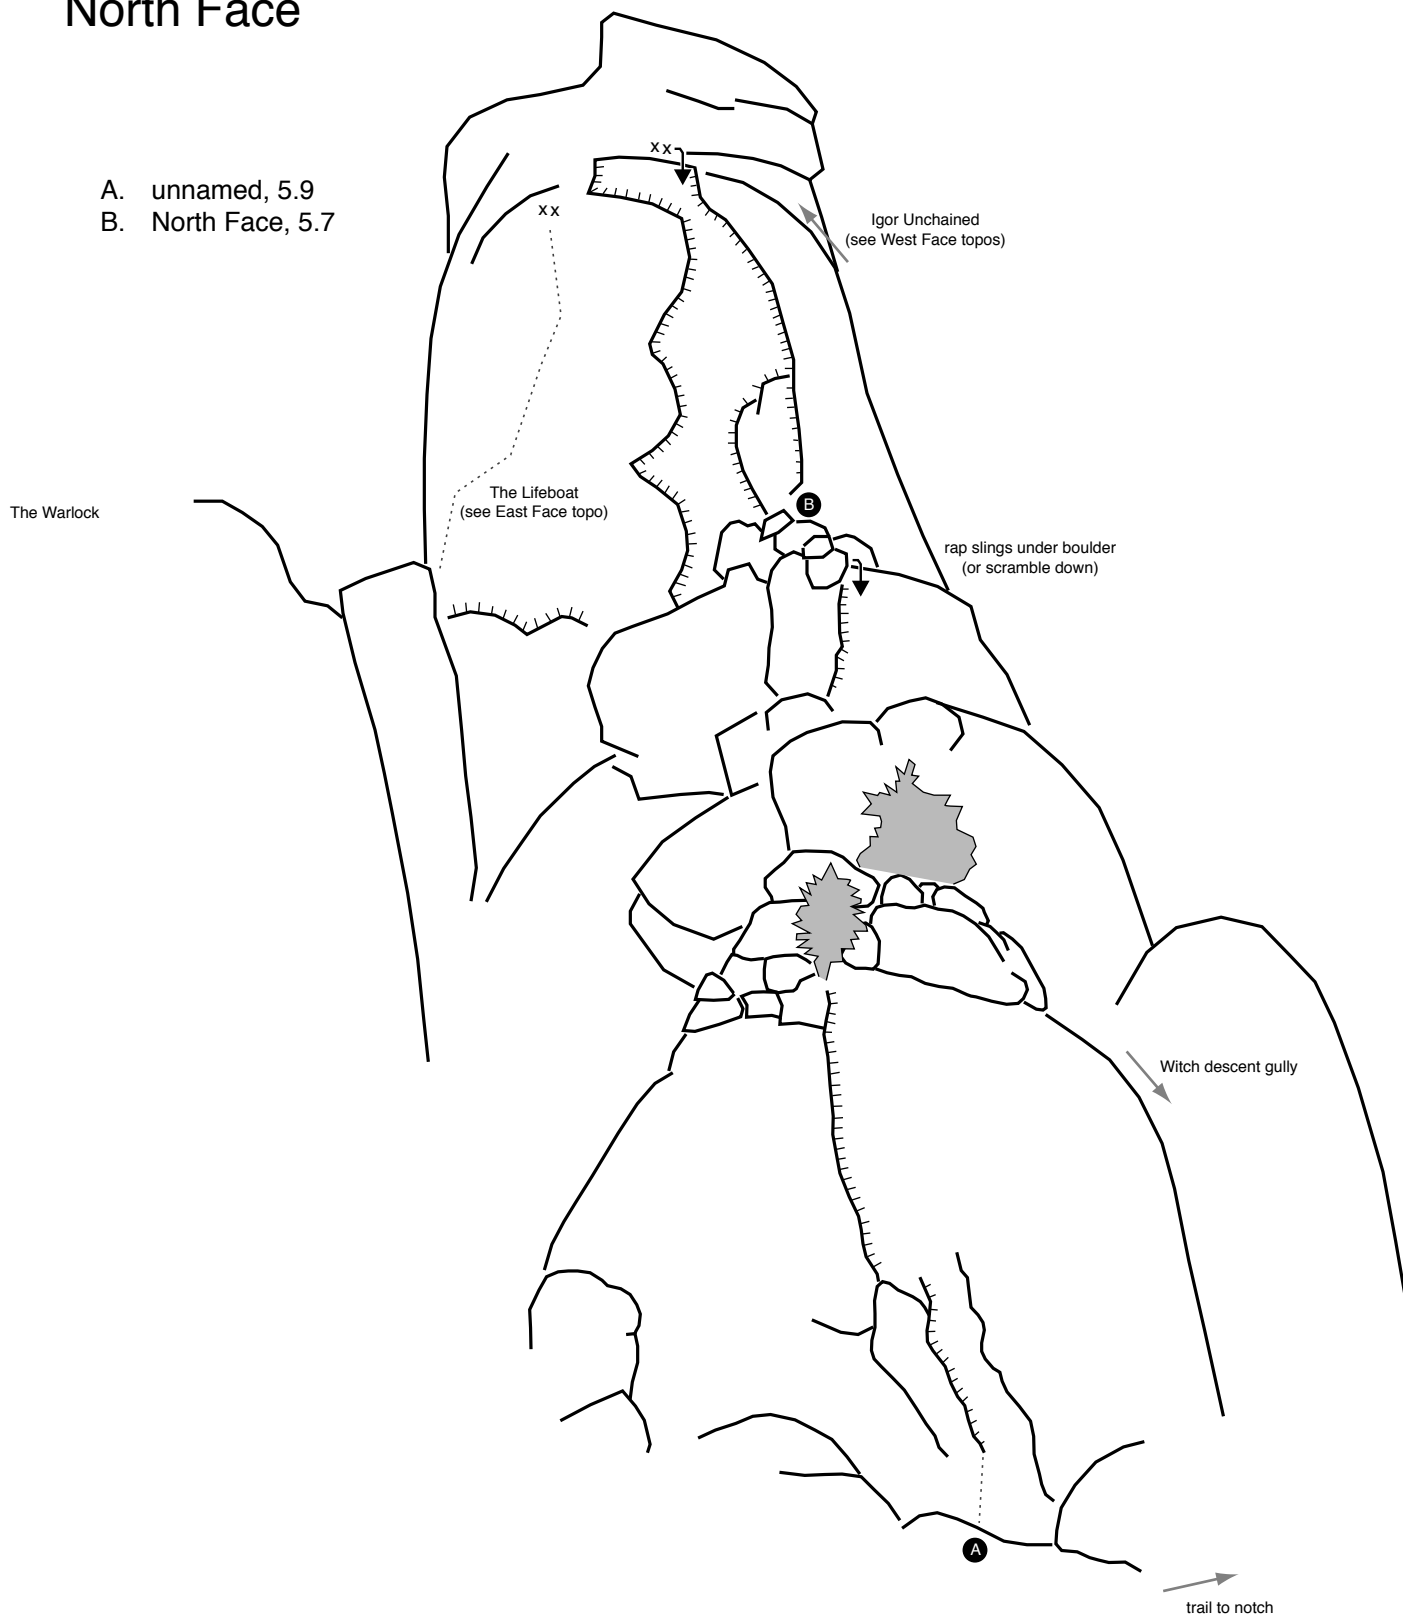 North Face
xx
A. unnamed, 5.9
B. North Face, 5.7
xx
Igor Unchained
(see West Face topos)
The Lifeboat
(see East Face topo)
The Warlock
B
rap slings under boulder
(or scramble down)
Witch descent gully
A
trail to notch